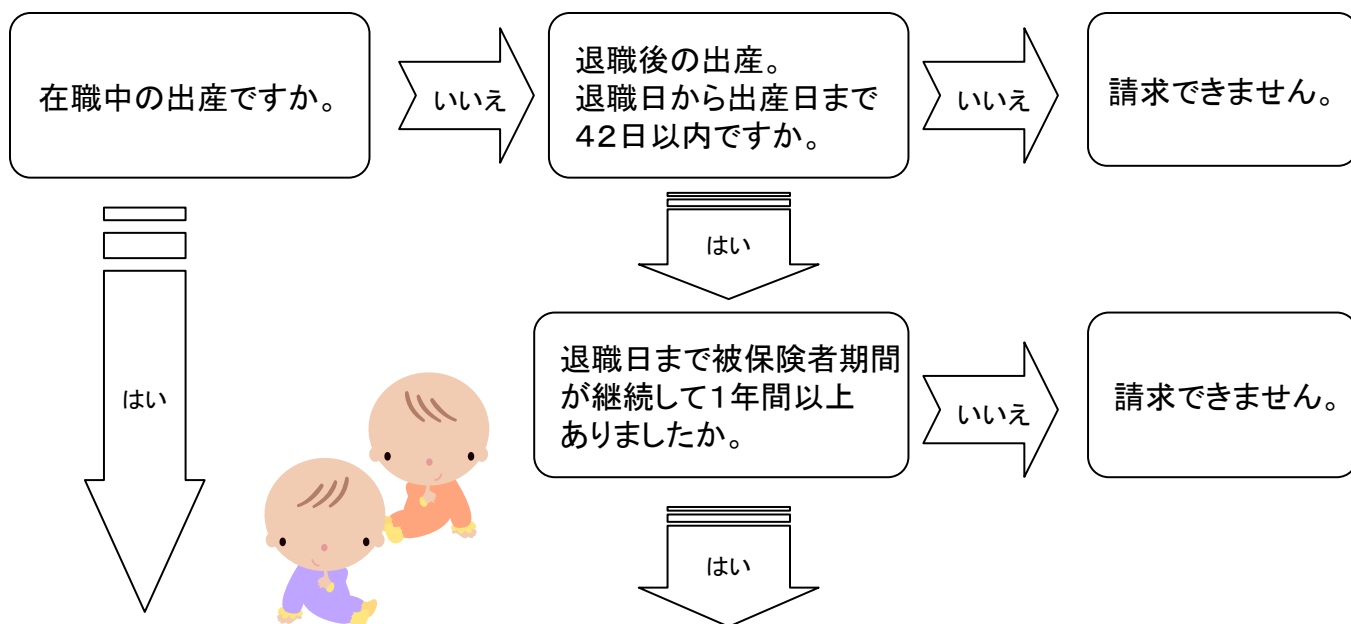 在職中の出産ですか。
いいえ
退職後の出産。
退職日から出産日まで
４２日以内ですか。
いいえ
請求できません。
はい
はい
退職日まで被保険者期間
が継続して１年間以上
ありましたか。
いいえ
請求できません。
はい